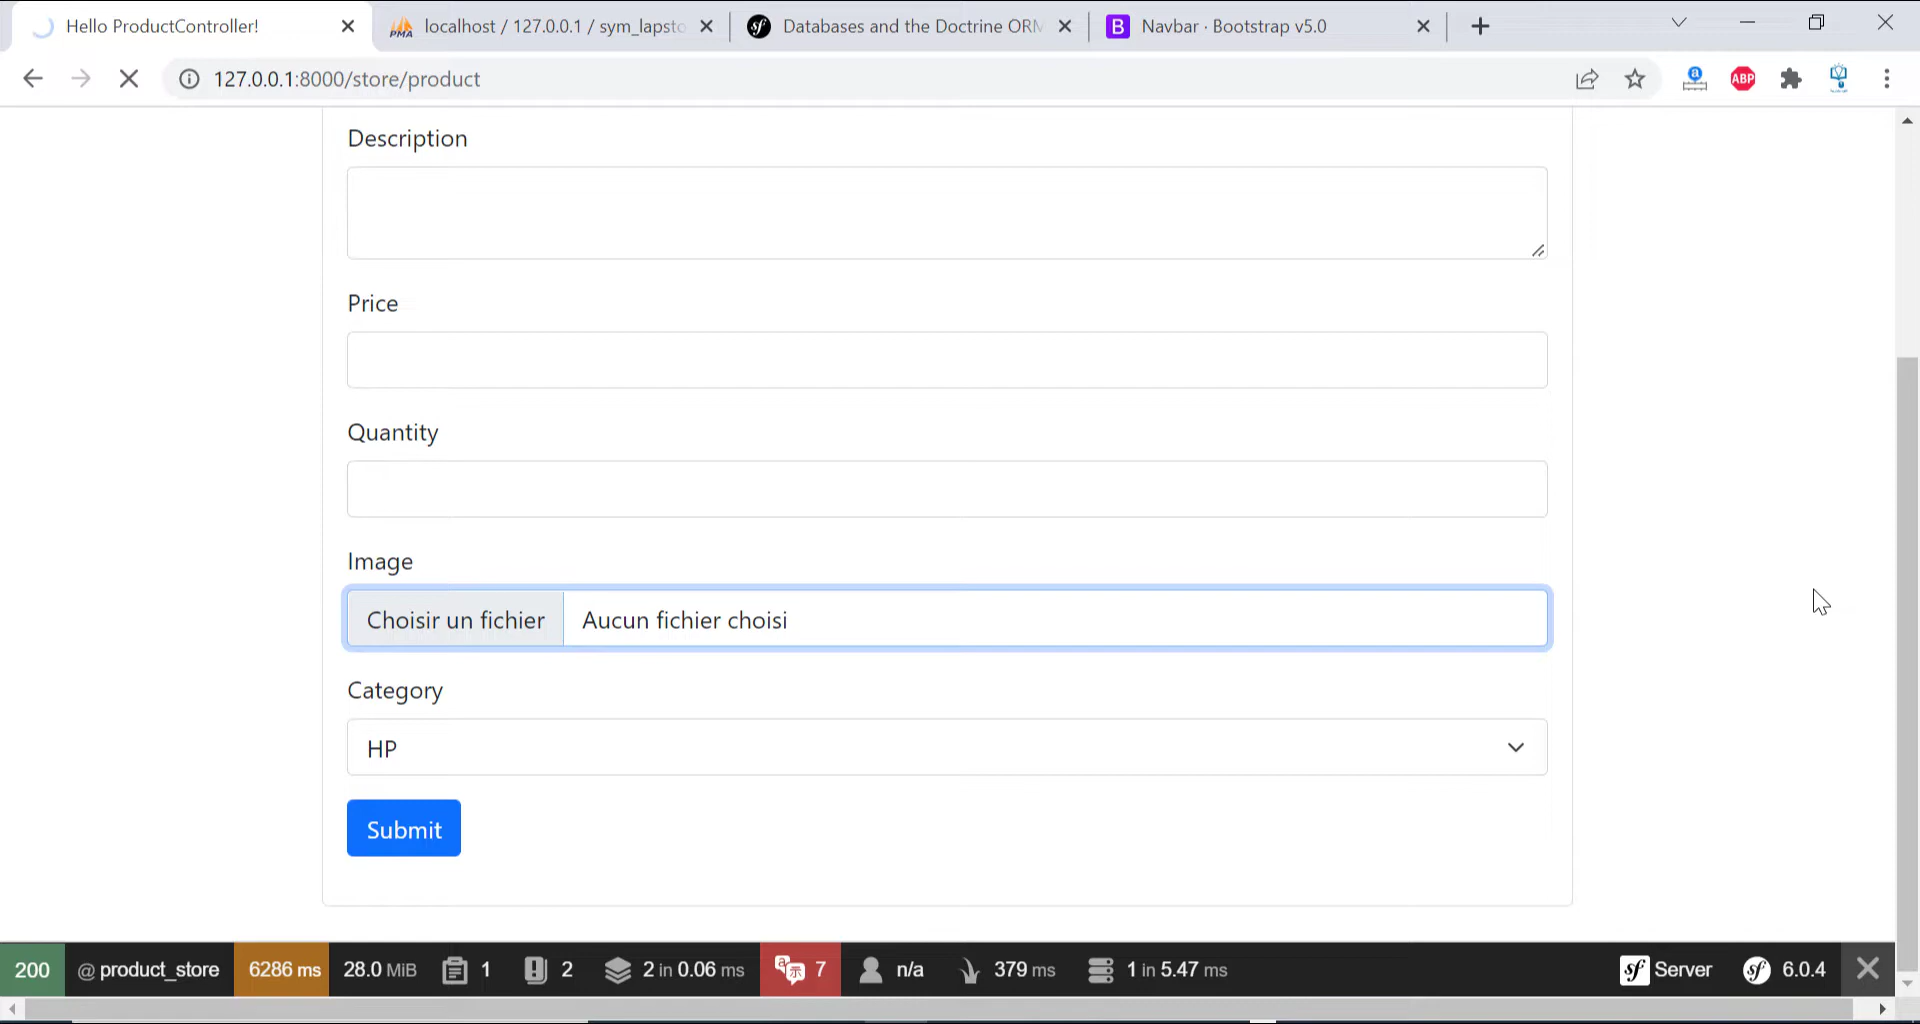 Hello ProductController!
localhost / 127.0.0.1 / sym_lapsto
Databases and the Doctrine ORM
Navbar · Bootstrap v5.0
127.0.0.1:8000/store/product
ABP
Description
Price
Quantity
Image
Choisir un fichier Aucun fichier choisi
Category
HP
Submit
200 @ product_store 6286 ms 28.0 MiB 1 2 2 in 0.06 ms 7 n/a 379 ms 1 in 5.47 ms Server 6.0.4